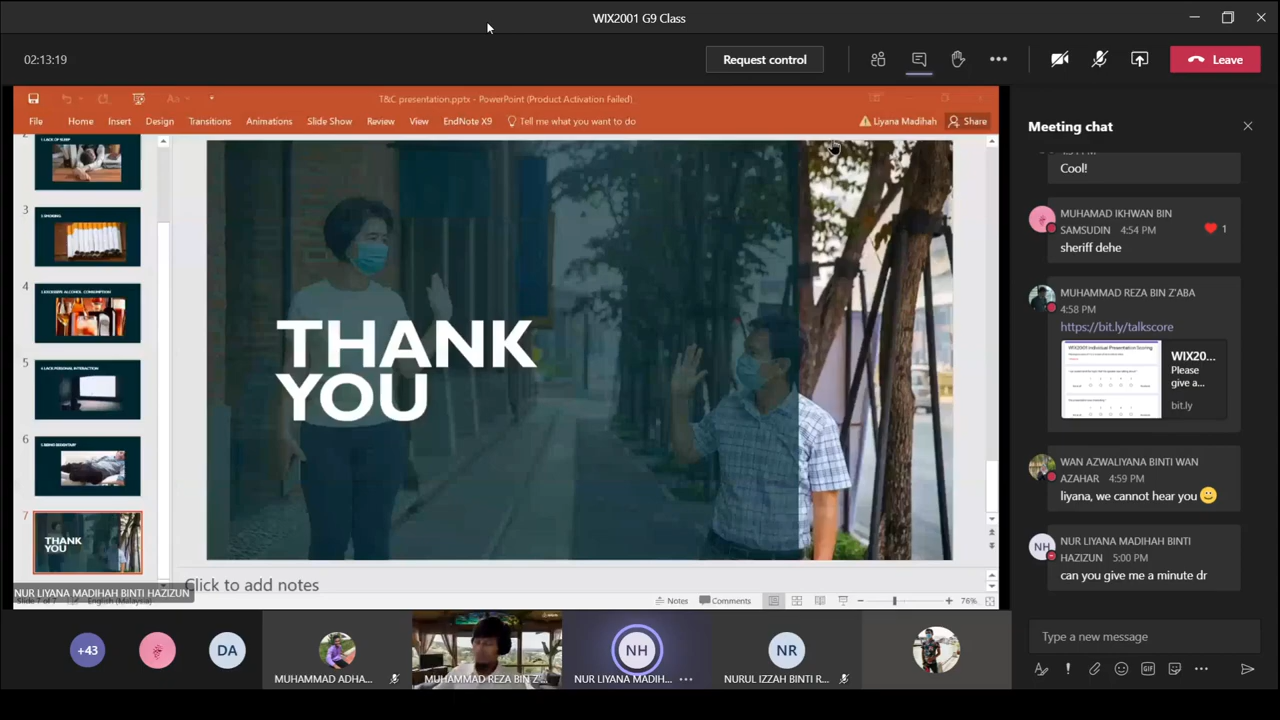 WIX2001 G9 Class
02:13:19
Request control
Leave
T&C presentation.pptx - PowerPoint (Product Activation Failed)
File Home Insert Design Transitions Animations Slide Show Review View EndNote X9 Tell me what you want to do
Liyana Madihah Share
3
4
5
6
7
THANK
YOU
THANK
YOU
Click to add notes
NUR LIYANA MADIHAH BINTI HAZIZUN
Notes Comments 76%
Meeting chat
Cool!
MUHAMAD IKHWAN BIN
SAMSUDIN 4:54 PM
1
sheriff dehe
MUHAMMAD REZA BIN Z'ABA
4:58 PM
https://bit.ly/talkscore
WIX20...
Please
give a...
bit.ly
WAN AZWALIYANA BINTI WAN
AZAHAR 4:59 PM
liyana, we cannot hear you
NH
NUR LIYANA MADIHAH BINTI
HAZIZUN 5:00 PM
can you give me a minute dr
Type a new message
+43
DA
MUHAMMAD ADHA...
MUHAMMAD REZA BIN Z'...
NH
NUR LIYANA MADIH...
NR
NURUL IZZAH BINTI R...